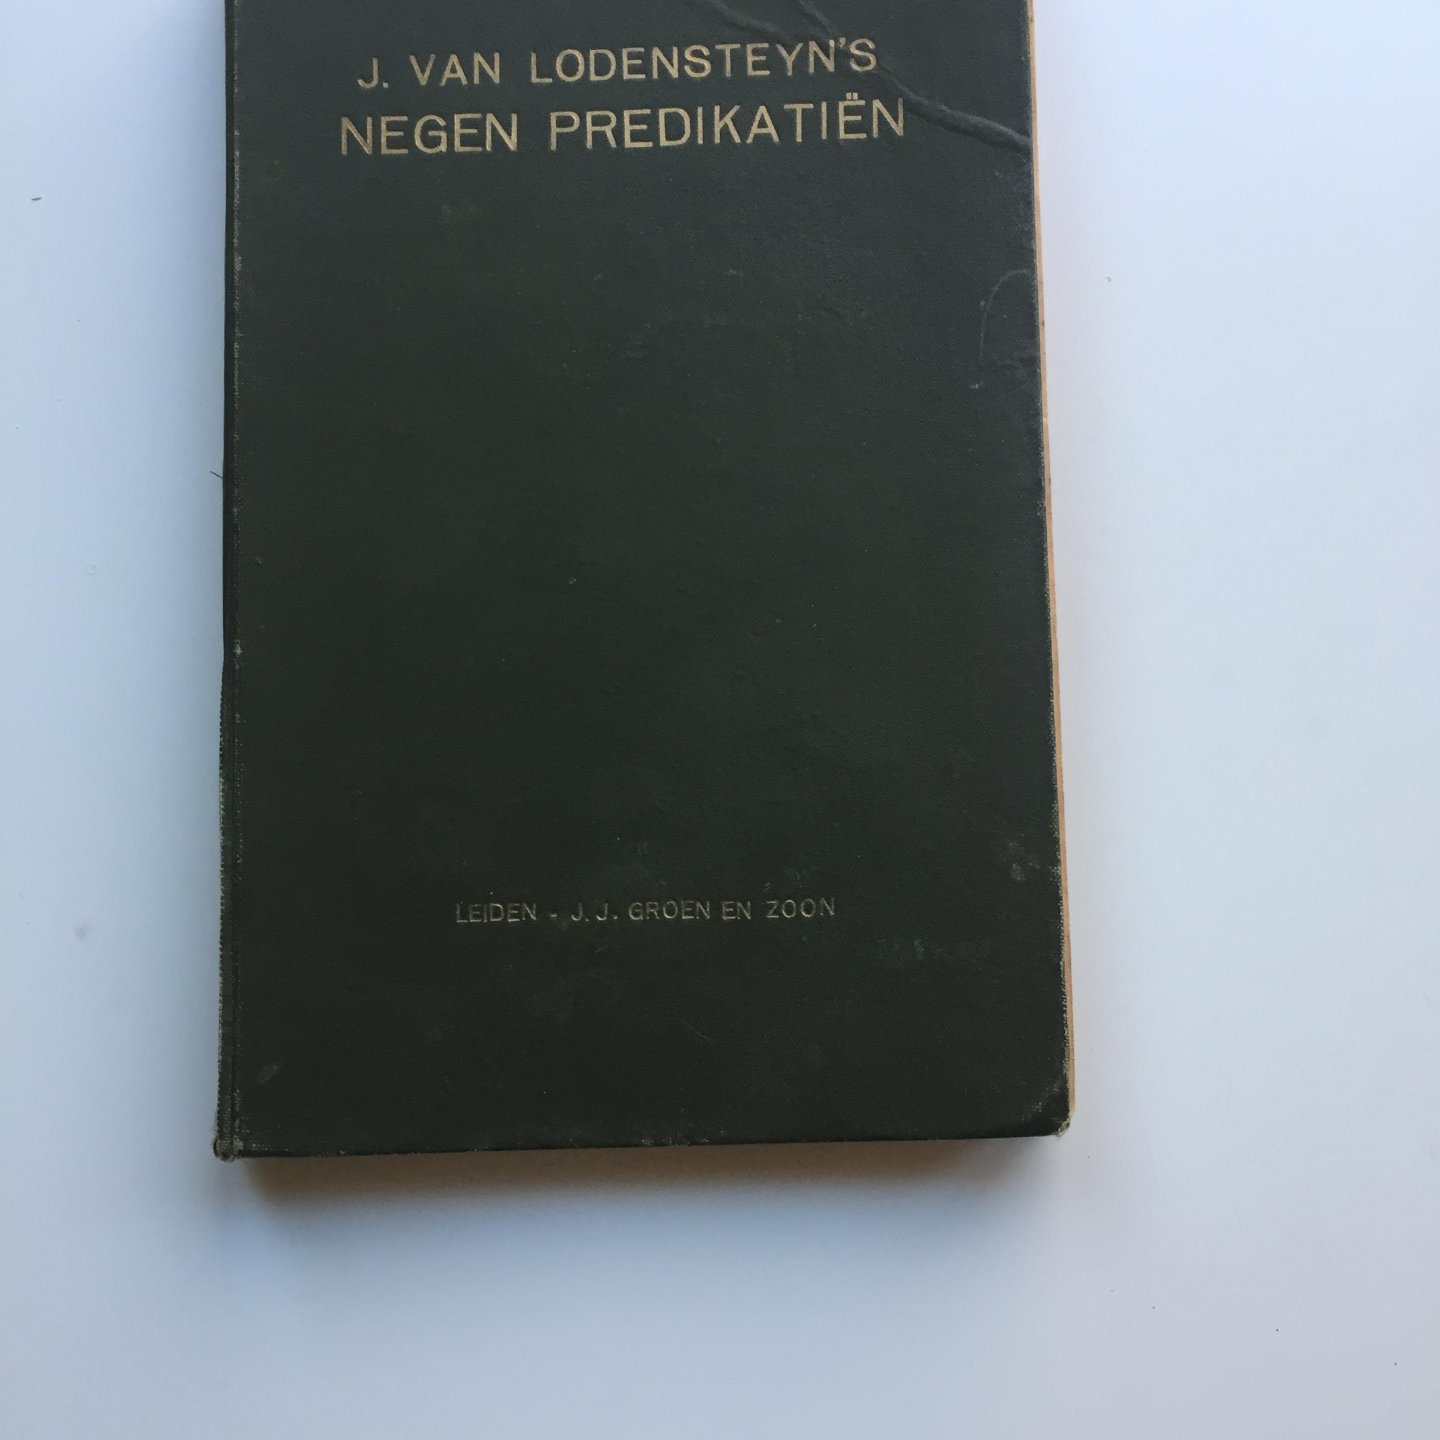 J. VAN LODENSTEYN'S
NEGEN PREDIKATIËN
LEIDEN - J. J. GROEN EN ZOON